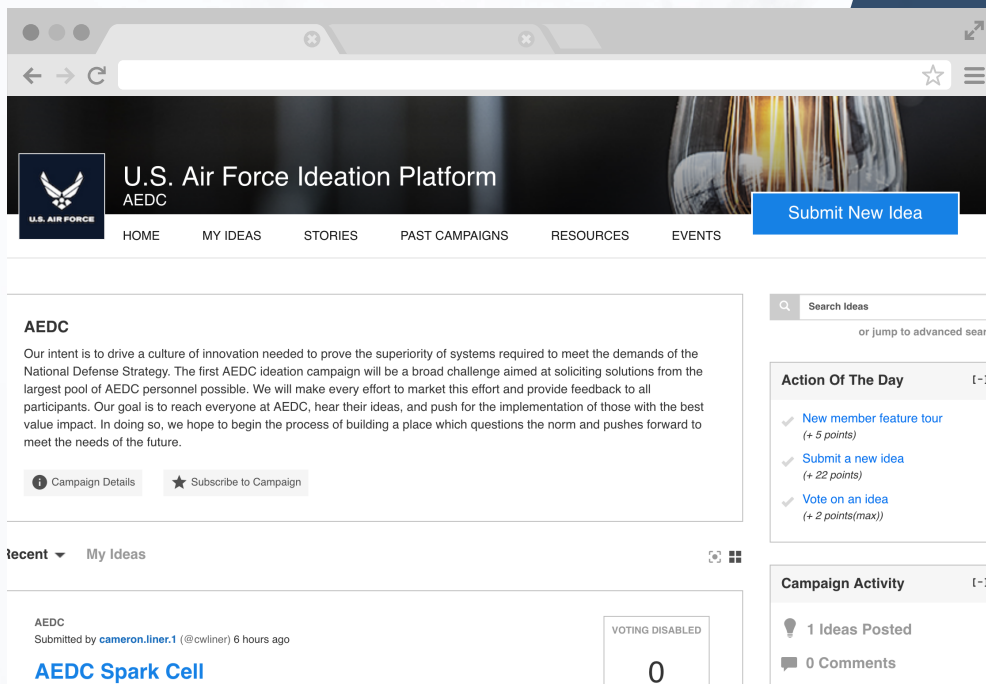 U.S. Air Force Ideation Platform
AEDC
U.S. AIR FORCE
Submit New Idea
HOME MY IDEAS STORIES PAST CAMPAIGNS RESOURCES EVENTS
Search Ideas
or jump to advanced sear
AEDC
Our intent is to drive a culture of innovation needed to prove the superiority of systems required to meet the demands of the
National Defense Strategy. The first AEDC ideation campaign will be a broad challenge aimed at soliciting solutions from the
largest pool of AEDC personnel possible. We will make every effort to market this effort and provide feedback to all
participants. Our goal is to reach everyone at AEDC, hear their ideas, and push for the implementation of those with the best
value impact. In doing so, we hope to begin the process of building a place which questions the norm and pushes forward to
meet the needs of the future.
Campaign Details Subscribe to Campaign
Action Of The Day [-]
New member feature tour
(+ 5 points)
Submit a new idea
(+ 22 points)
Vote on an idea
(+ 2 points(max))
Recent My Ideas
AEDC
Submitted by cameron.liner.1 (@cwliner) 6 hours ago
AEDC Spark Cell
VOTING DISABLED
0
Campaign Activity [-]
1 Ideas Posted
0 Comments